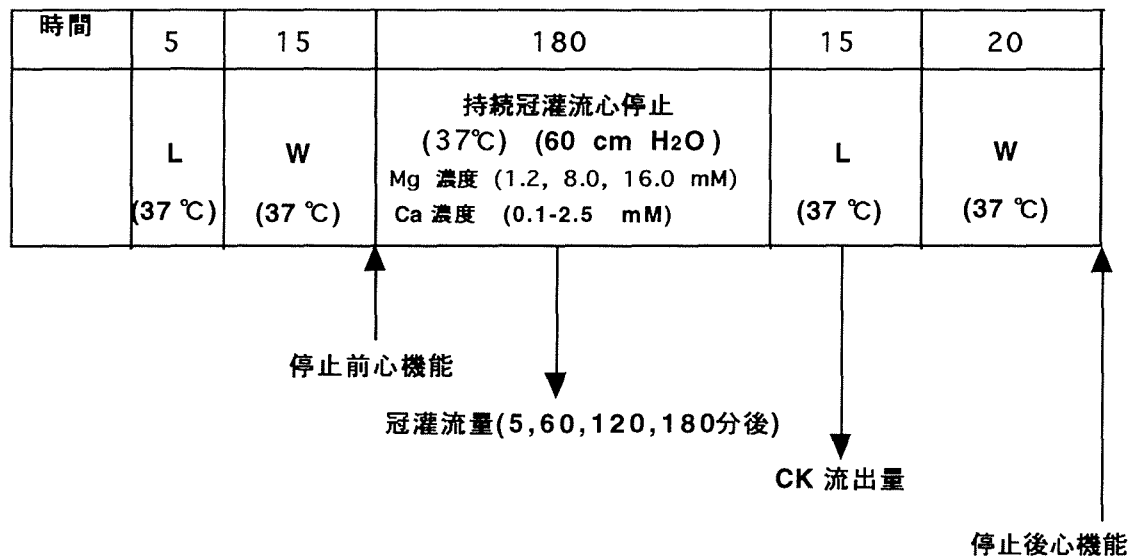 時間
5
15
180
15
20
L
(37 ℃)
W
(37 ℃)
持続冠灌流心停止
(37℃) (60 cm H2O)
Mg 濃度 (1.2, 8.0, 16.0 mM)
Ca 濃度 (0.1-2.5 mM)
L
(37 ℃)
W
(37 ℃)
停止前心機能
冠灌流量(5,60,120,180分後)
CK 流出量
停止後心機能